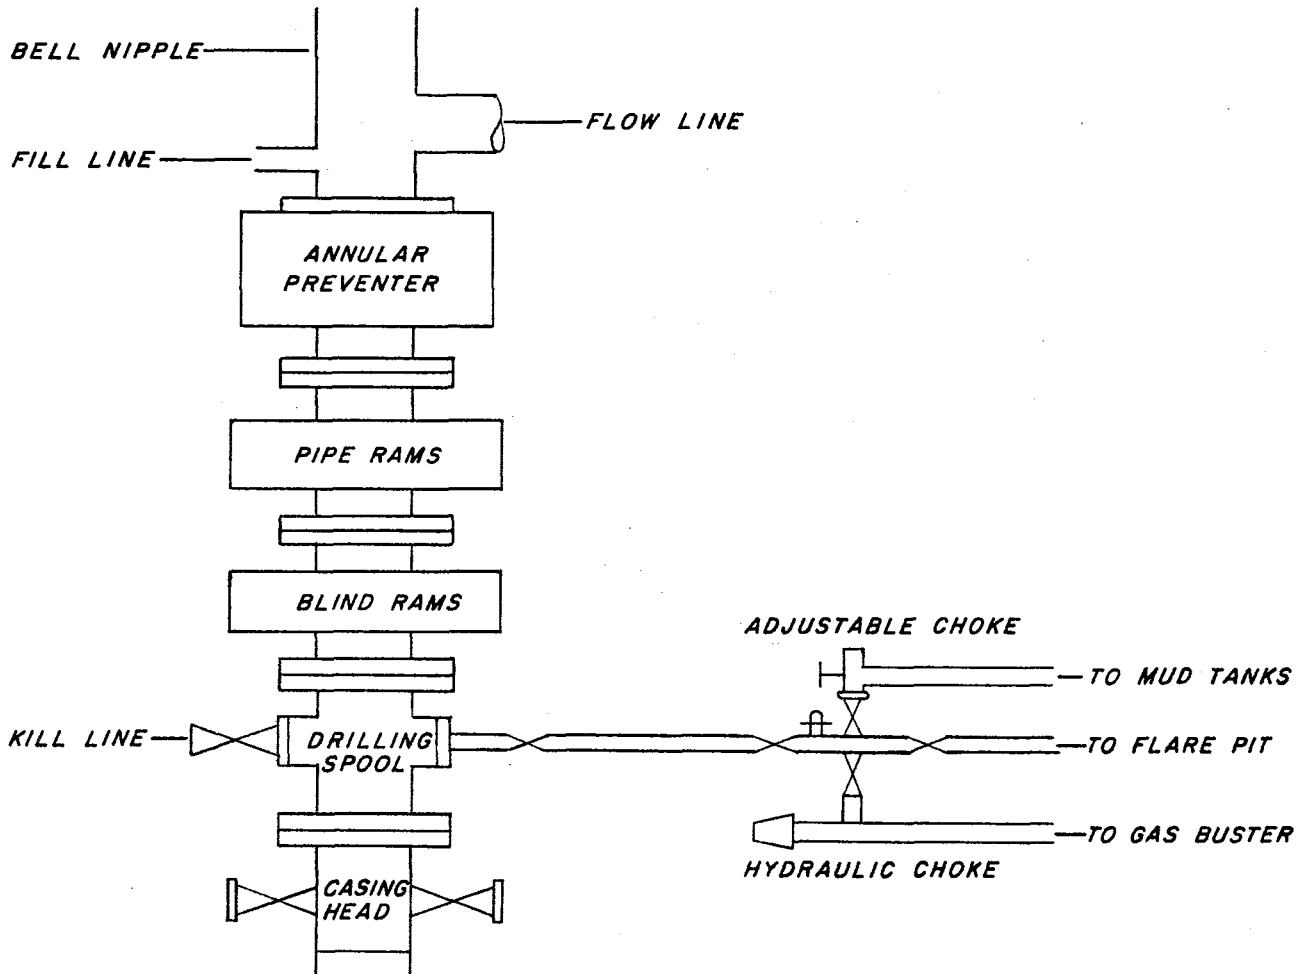 BELL NIPPLE
FLOW LINE
FILL LINE
ANNULAR
PREVENTER
PIPE RAMS
BLIND RAMS
ADJUSTABLE CHOKE
TO MUD TANKS
KILL LINE
DRILLING
SPOOL
TO FLARE PIT
TO GAS BUSTER
HYDRAULIC CHOKE
CASING
HEAD